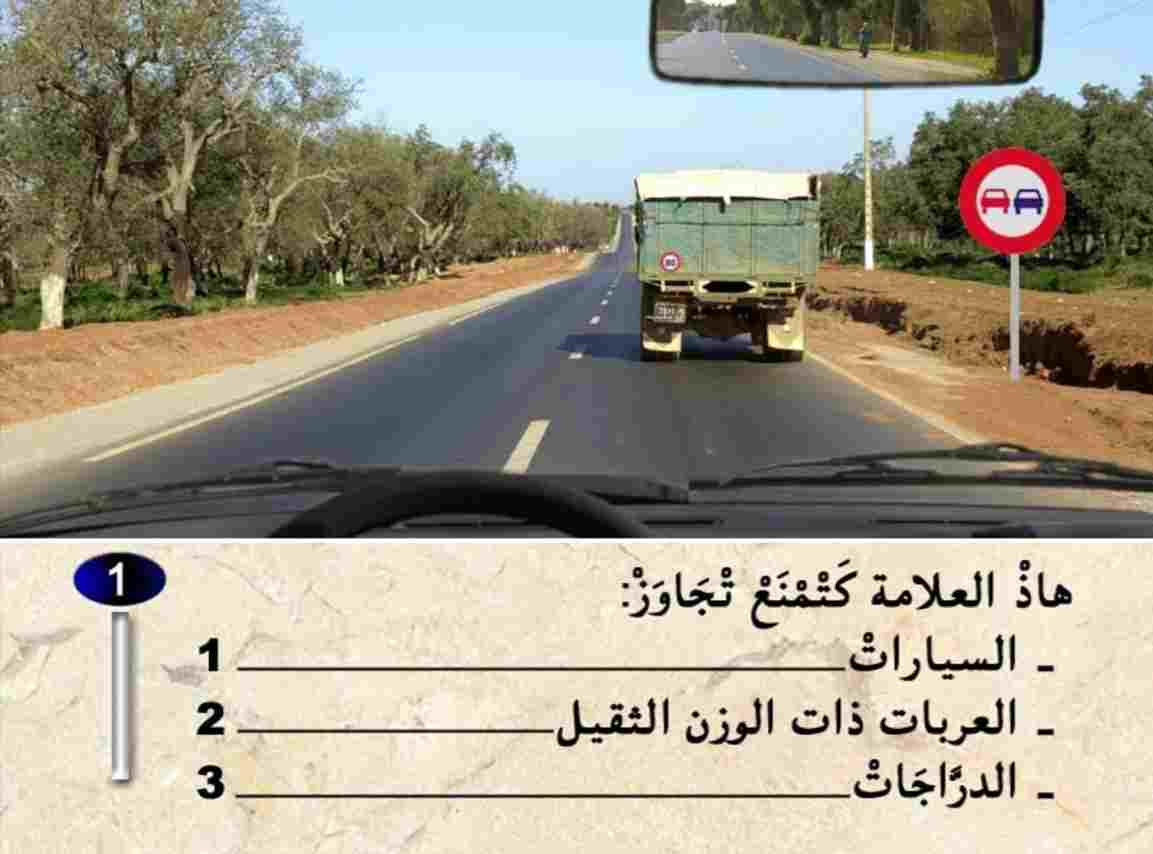 1
هاذْ العلامة كَتْمْنَعْ تْجَاوَزْ:
ـ السياراتْ 1
ـ العربات ذات الوزن الثقيل 2
ـ الدرَّاجَاتْ 3